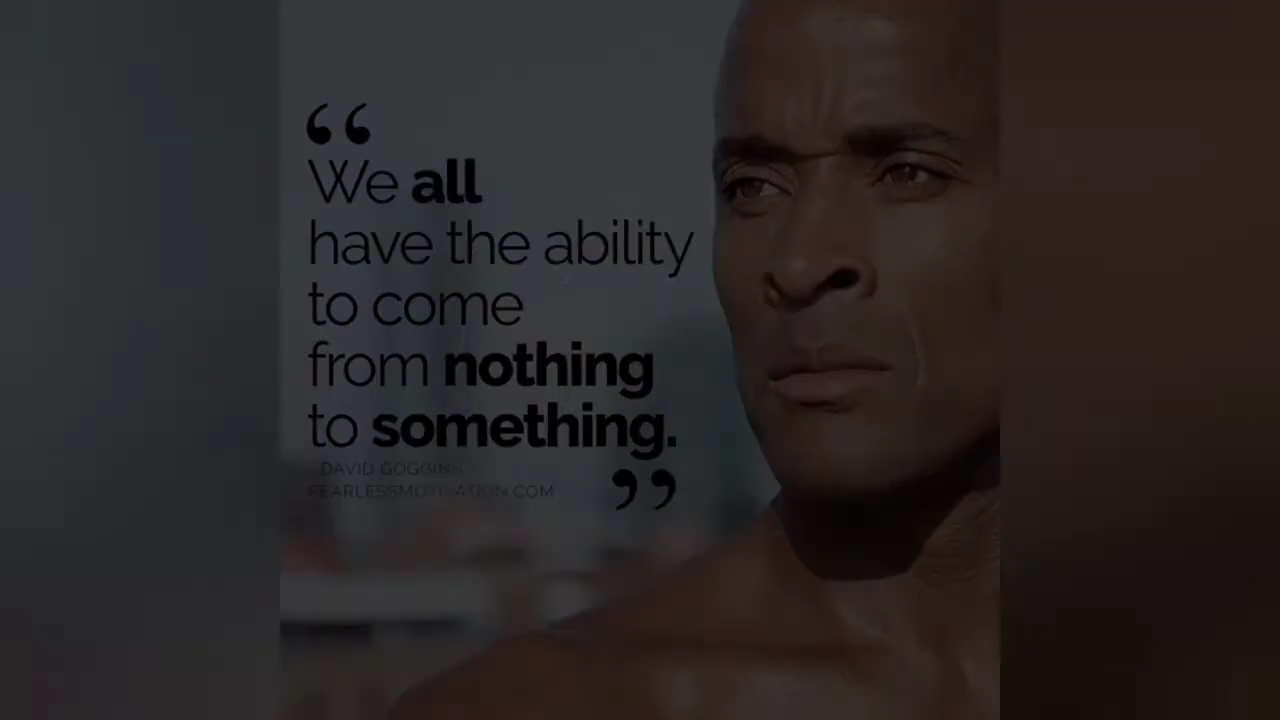 “
We all
have the ability
to come
from nothing
to something.
DAVID GOGGINS
FEARLESSMOTIVATION.COM
”